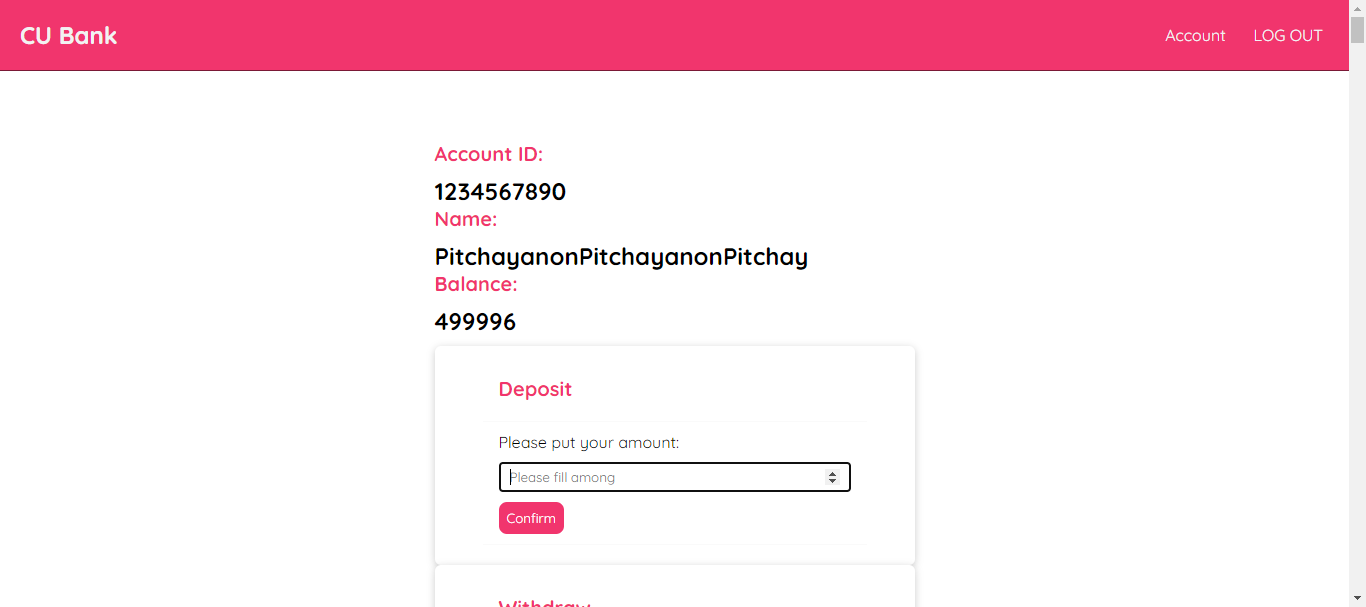 CU Bank
Account LOG OUT
Account ID:
1234567890
Name:
PitchayanonPitchayanonPitchay
Balance:
499996
Deposit
Please put your amount:
Please fill among
Confirm
Withdraw